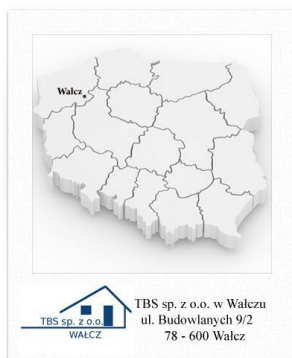 Wałcz
TBS sp. z o.o.
WAŁCZ
TBS sp. z o.o. w Wałczu
ul. Budowlanych 9/2
78 - 600 Wałcz